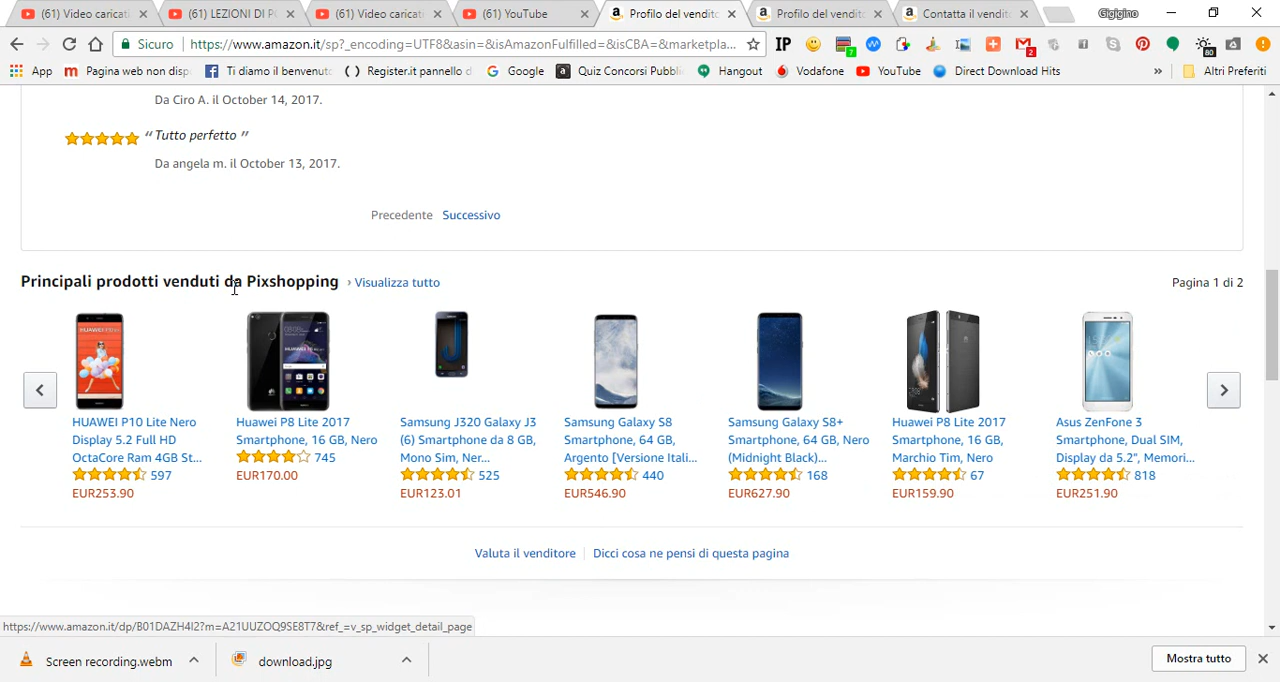 (61) Video caricati
(61) LEZIONI DI P
(61) Video caricati
(61) YouTube
Profilo del vendito
Profilo del vendito
Contatta il vendito
Gigigino
Sicuro
https://www.amazon.it/sp?_encoding=UTF8&asin=&isAmazonFulfilled=&isCBA=&marketpla...
IP
7
2
80
App
Pagina web non disp
Ti diamo il benvenut
Register.it pannello d
Google
Quiz Concorsi Pubbli
Hangout
Vodafone
YouTube
Direct Download Hits
»
Altri Preferiti
Da Ciro A. il October 14, 2017.
“ Tutto perfetto ”
Da angela m. il October 13, 2017.
Precedente Successivo
Principali prodotti venduti da Pixshopping › Visualizza tutto
Pagina 1 di 2
HUAWEI P10 Lite Nero
Display 5.2 Full HD
OctaCore Ram 4GB St...
597
EUR253.90
Huawei P8 Lite 2017
Smartphone, 16 GB, Nero
745
EUR170.00
Samsung J320 Galaxy J3
(6) Smartphone da 8 GB,
Mono Sim, Ner...
525
EUR123.01
Samsung Galaxy S8
Smartphone, 64 GB,
Argento [Versione Itali...
440
EUR546.90
Samsung Galaxy S8+
Smartphone, 64 GB, Nero
(Midnight Black)...
168
EUR627.90
Huawei P8 Lite 2017
Smartphone, 16 GB,
Marchio Tim, Nero
67
EUR159.90
Asus ZenFone 3
Smartphone, Dual SIM,
Display da 5.2", Memori...
818
EUR251.90
Valuta il venditore
Dicci cosa ne pensi di questa pagina
https://www.amazon.it/dp/B01DAZH4I2?m=A21UUZOQ9SE8T7&ref_=v_sp_widget_detail_page
Screen recording.webm
download.jpg
Mostra tutto